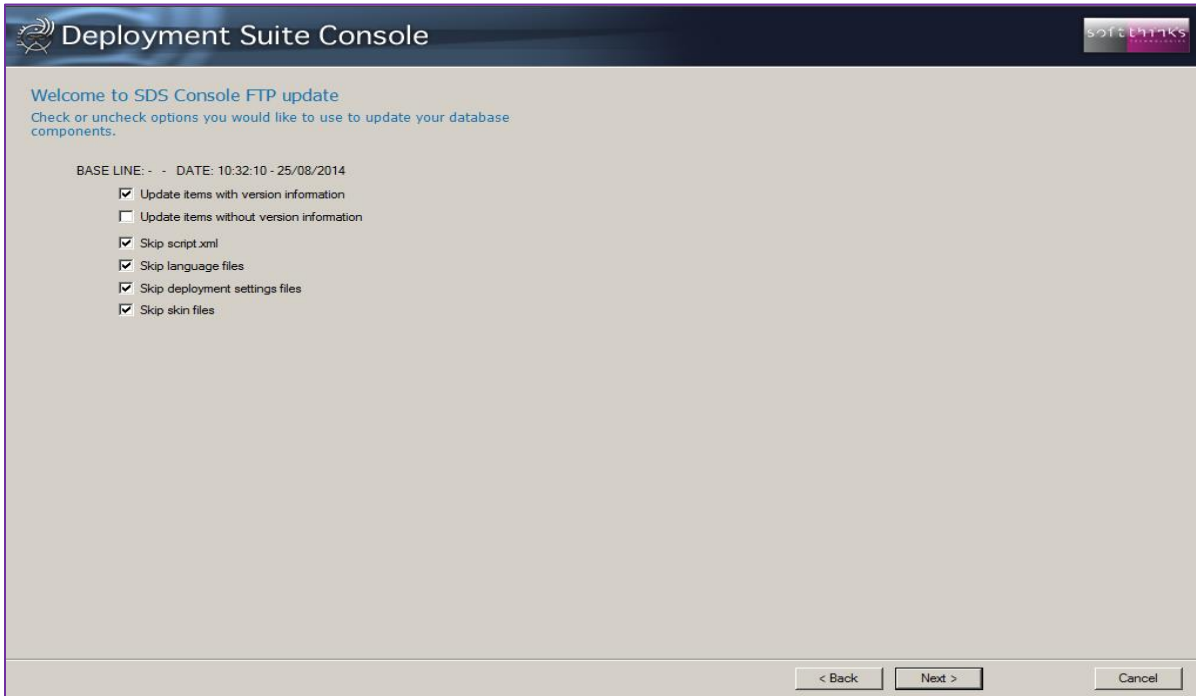 Deployment Suite Console
softthinks
TECHNOLOGIES
Welcome to SDS Console FTP update
Check or uncheck options you would like to use to update your database
components.
BASE LINE: - - DATE: 10:32:10 - 25/08/2014
Update items with version information
Update items without version information
Skip script.xml
Skip language files
Skip deployment settings files
Skip skin files
< Back Next > Cancel